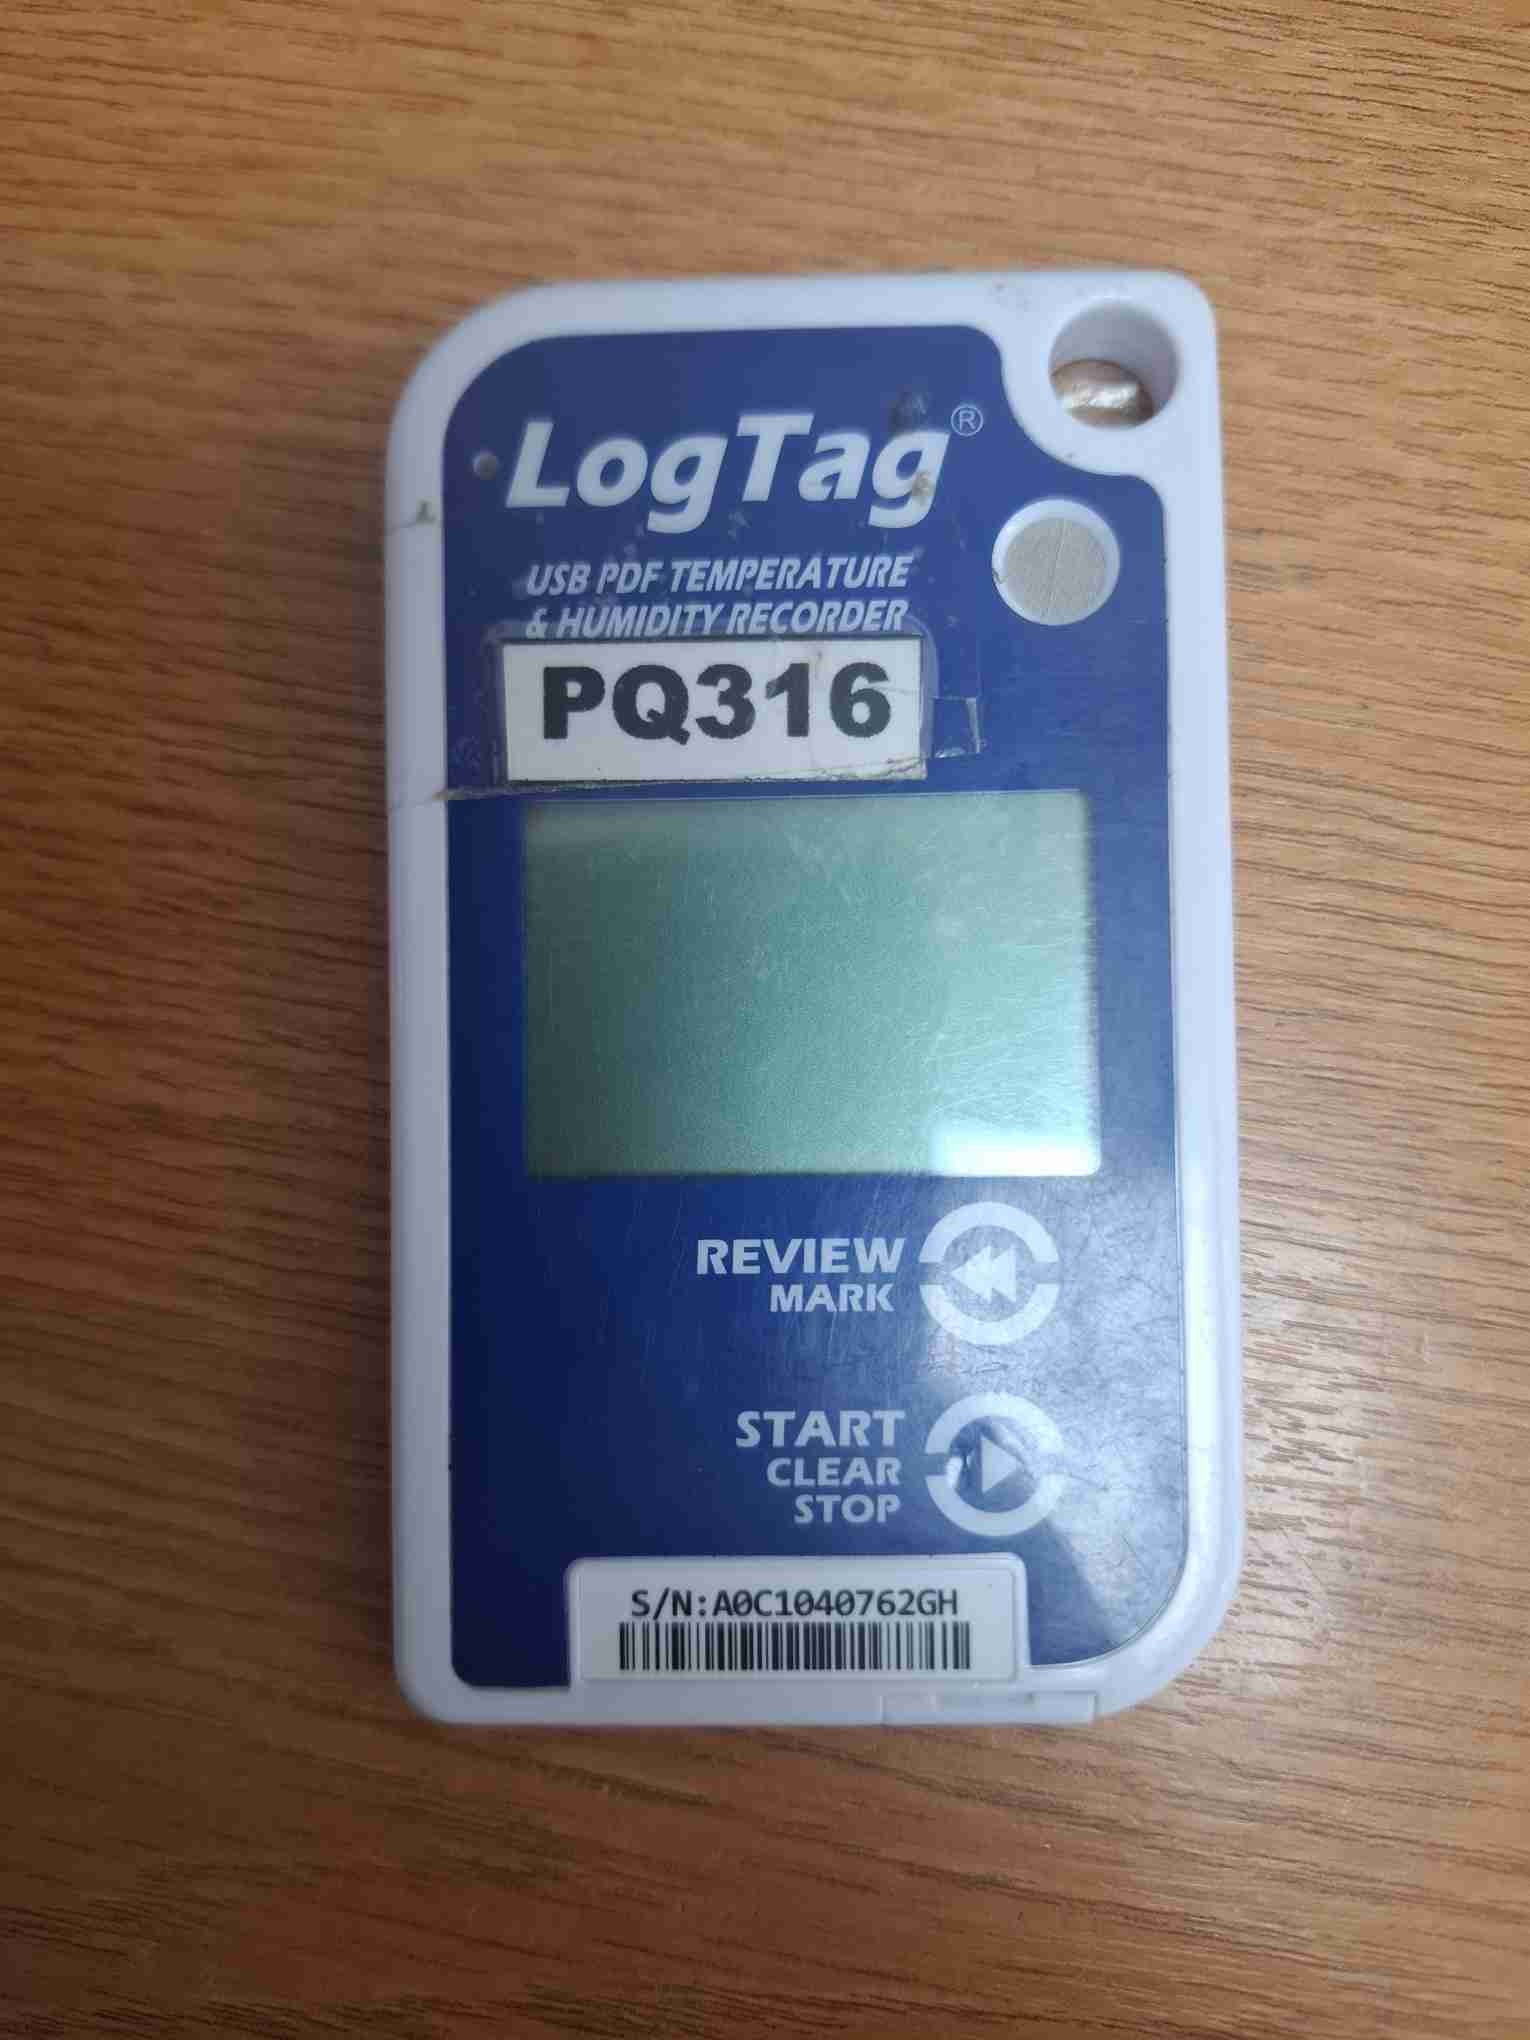 LogTag®
USB PDF TEMPERATURE
& HUMIDITY RECORDER
PQ316
REVIEW
MARK
START
CLEAR
STOP
S/N:A0C1040762GH